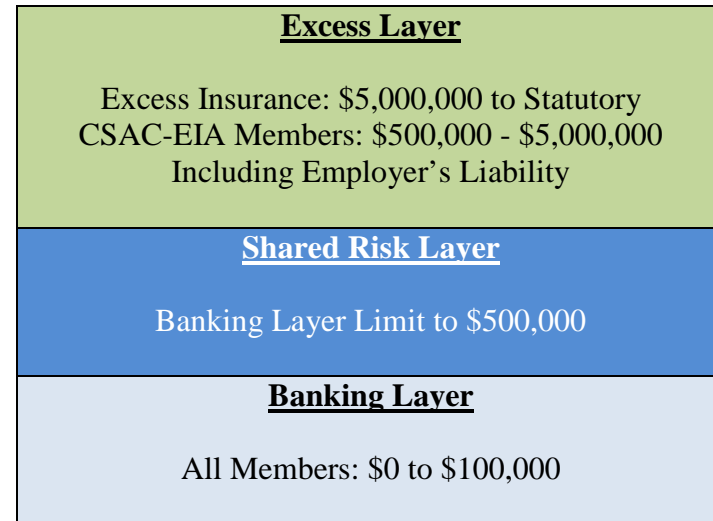 Excess Layer
Excess Insurance: $5,000,000 to Statutory
CSAC-EIA Members: $500,000 - $5,000,000
Including Employer’s Liability
Shared Risk Layer
Banking Layer Limit to $500,000
Banking Layer
All Members: $0 to $100,000